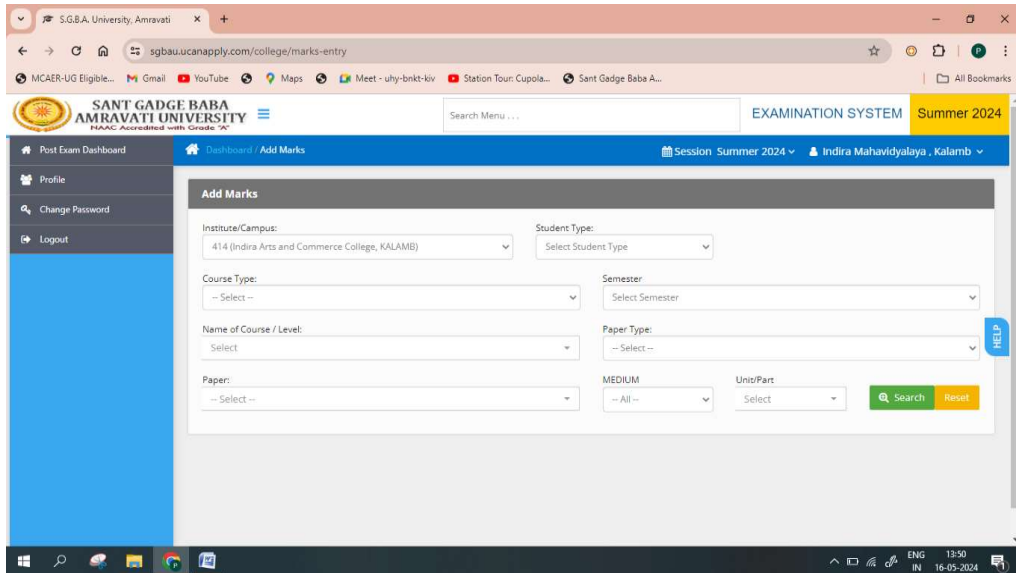 S.G.B.A. University, Amravati
sgbau.ucanapply.com/college/marks-entry
MCAER-UG Eligible... Gmail YouTube Maps Meet - uhy-bnkt-kiv Station Tour: Cupola... Sant Gadge Baba A... All Bookmarks
SANT GADGE BABA
AMRAVATI UNIVERSITY
NAAC Accredited with Grade "A"
Search Menu . . .
EXAMINATION SYSTEM Summer 2024
Post Exam Dashboard
Profile
Change Password
Logout
Dashboard / Add Marks
Session Summer 2024 Indira Mahavidyalaya , Kalamb
Add Marks
Institute/Campus: Student Type:
414 (Indira Arts and Commerce College, KALAMB) Select Student Type
Course Type: Semester
-- Select -- Select Semester
Name of Course / Level: Paper Type:
Select -- Select --
HELP
Paper: MEDIUM Unit/Part
-- Select -- -- All -- Select Search Reset
ENG 13:50
IN 16-05-2024